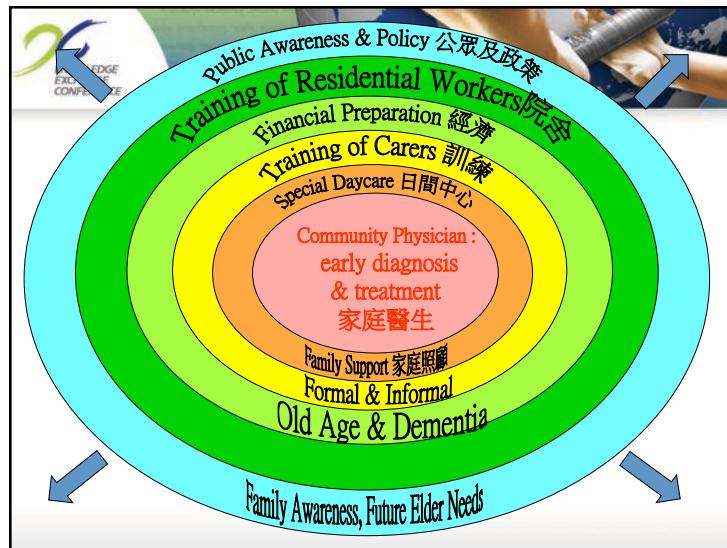 KNOWLEDGE
EXCHANGE
CONFERENCE
Public Awareness & Policy 公眾及政策
Training of Residential Workers院舍
Financial Preparation 經濟
Training of Carers 訓練
Special Daycare 日間中心
Community Physician :
early diagnosis
& treatment
家庭醫生
Family Support 家庭照顧
Formal & Informal
Old Age & Dementia
Family Awareness, Future Elder Needs